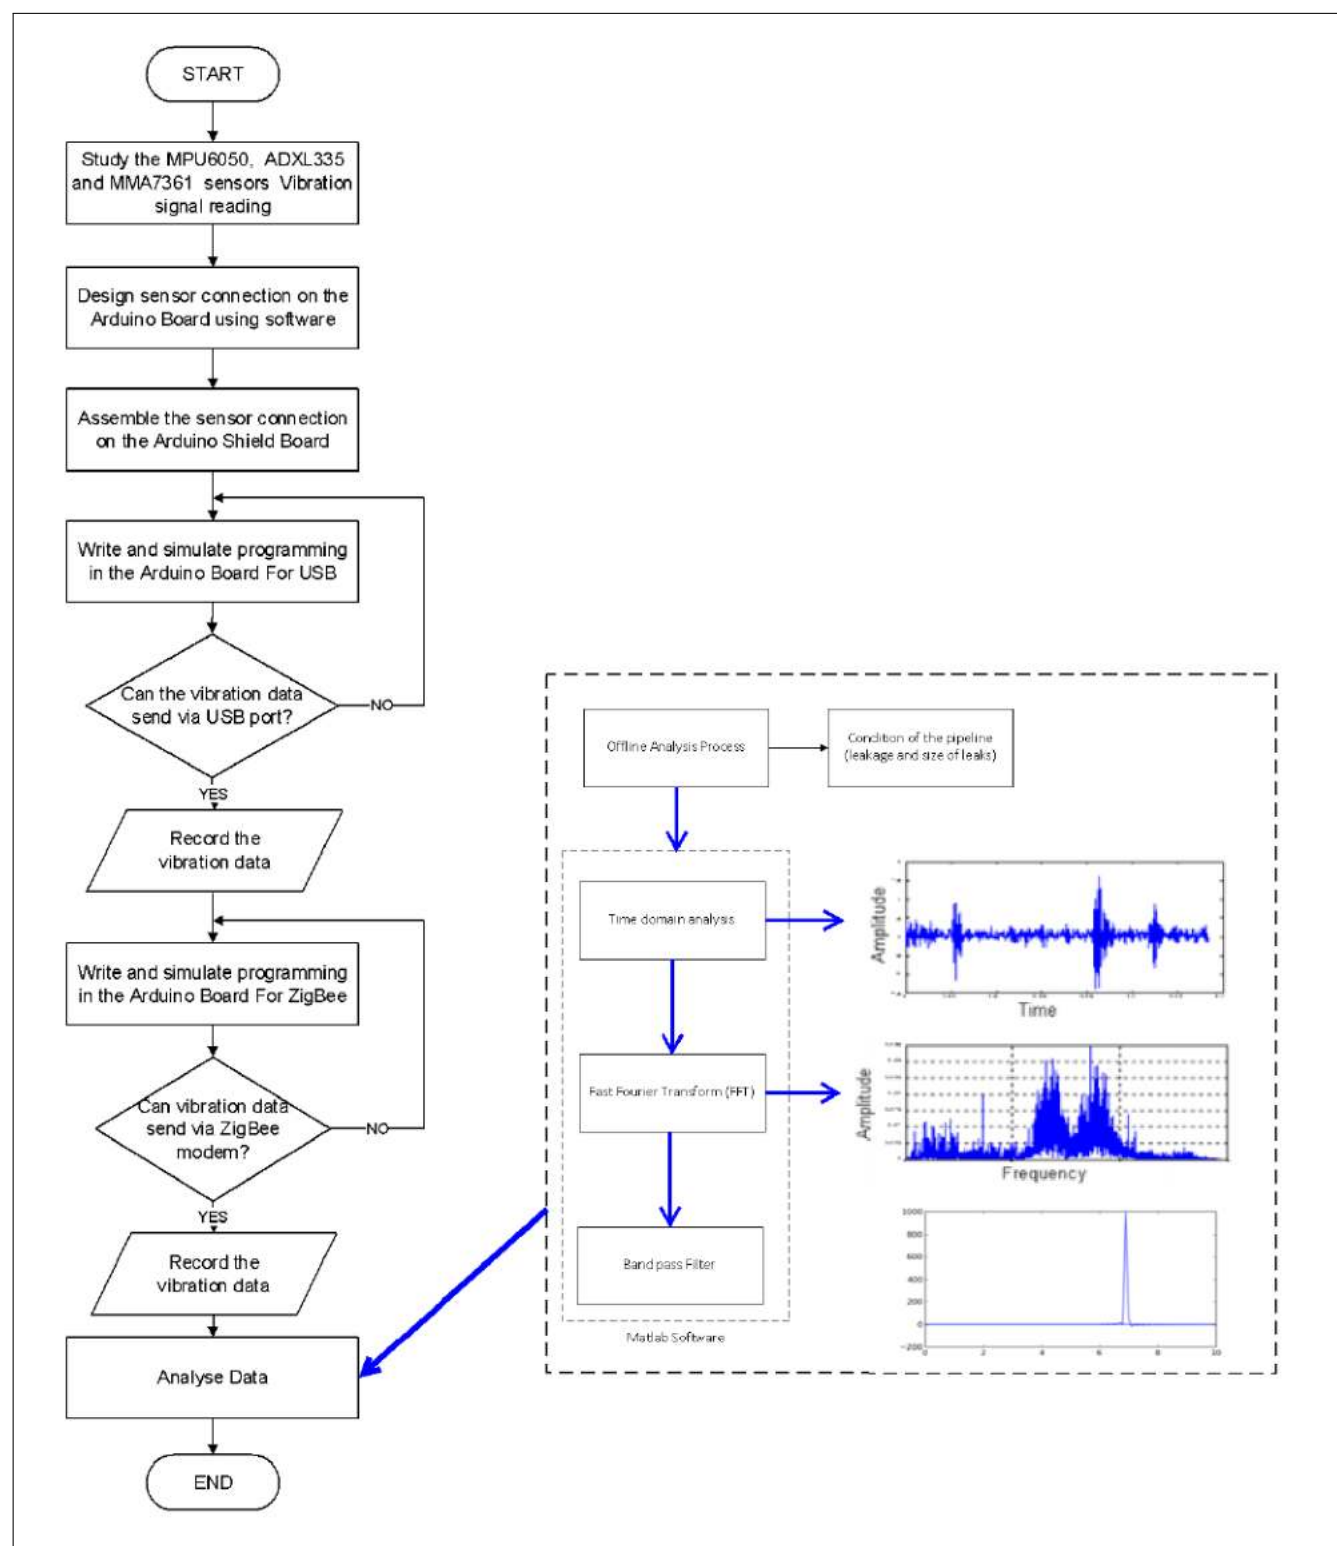 START
Study the MPU6050, ADXL335
and MMA7361 sensors Vibration
signal reading
Design sensor connection on the
Arduino Board using software
Assemble the sensor connection
on the Arduino Shield Board
Write and simulate programming
in the Arduino Board For USB
Can the vibration data
send via USB port?
NO
YES
Record the
vibration data
Write and simulate programming
in the Arduino Board For ZigBee
Can vibration data
send via ZigBee
modem?
NO
YES
Record the
vibration data
Analyse Data
END
Offline Analysis Process
Condition of the pipeline
(leakage and size of leaks)
Time domain analysis
Amplitude
Time
Fast Fourier Transform (FFT)
Amplitude
Frequency
Band pass Filter
Matlab Software
1000
800
600
400
200
0
−200
0
2
4
6
8
10